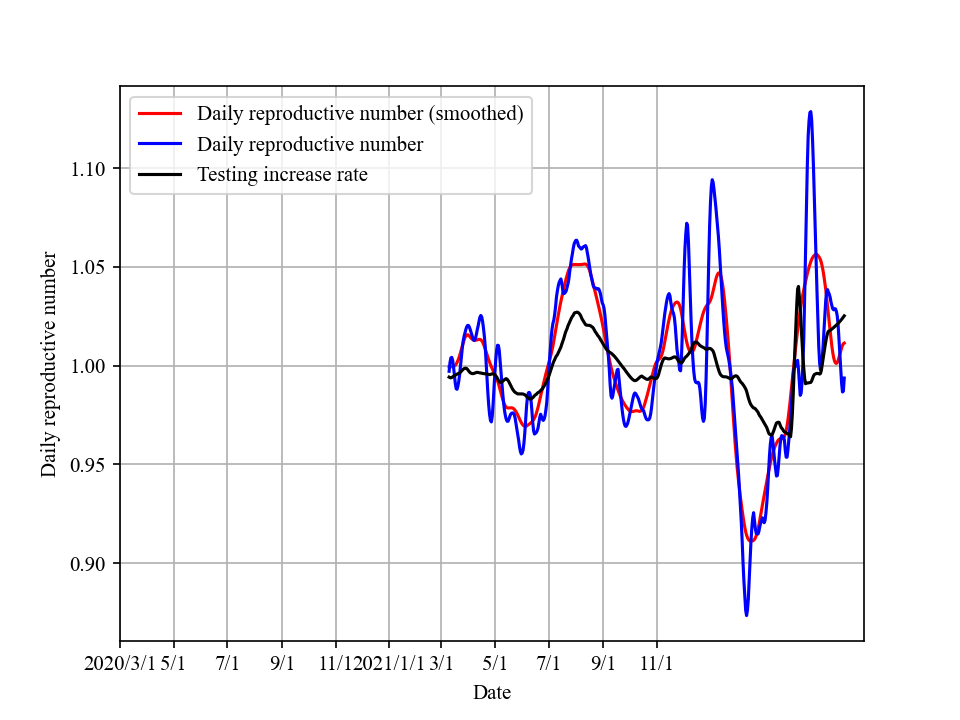 Daily reproductive number (smoothed)
Daily reproductive number
Testing increase rate
Daily reproductive number
1.10
1.05
1.00
0.95
0.90
2020/3/1 5/1 7/1 9/1 11/1 2021/1/1 3/1 5/1 7/1 9/1 11/1
Date